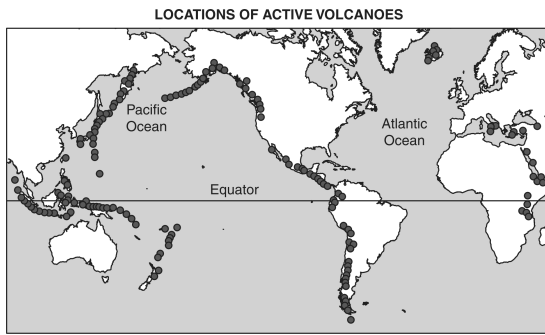 LOCATIONS OF ACTIVE VOLCANOES
Pacific
Ocean
Atlantic
Ocean
Equator